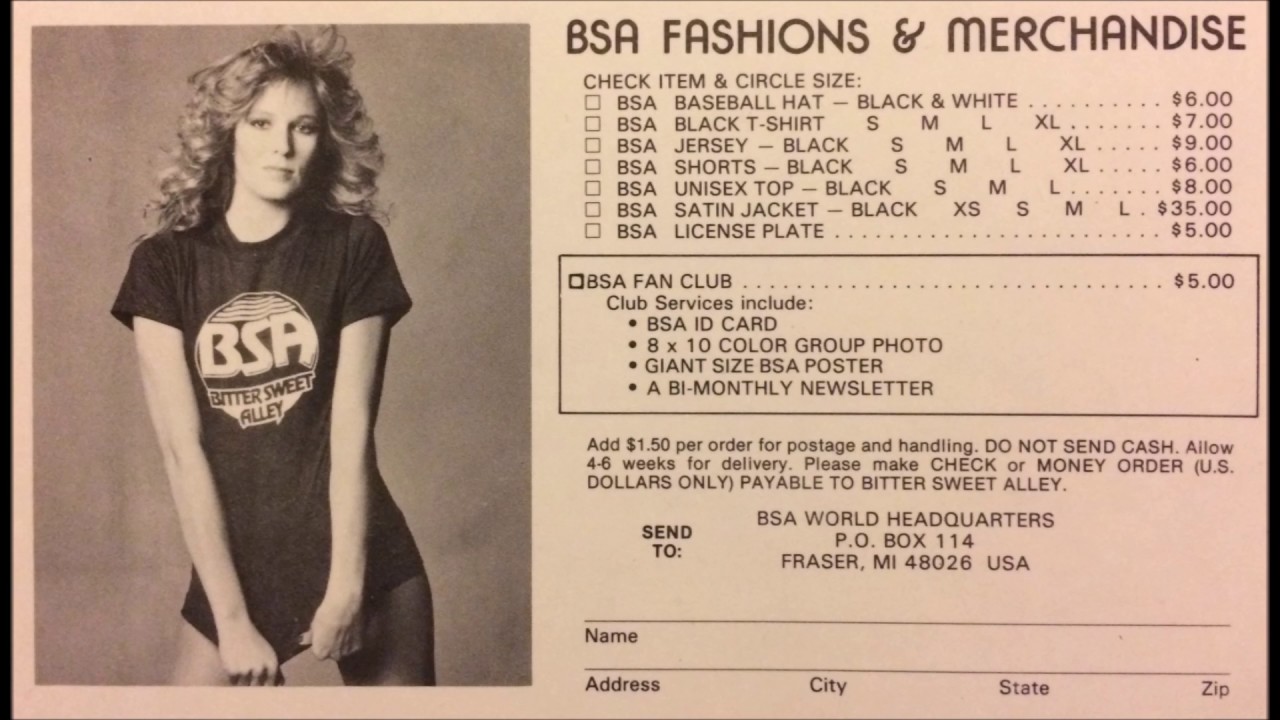 BSA FASHIONS & MERCHANDISE
CHECK ITEM & CIRCLE SIZE:
☐ BSA BASEBALL HAT — BLACK & WHITE . . . . . . . . . . $6.00
☐ BSA BLACK T-SHIRT S M L XL . . . . . . . $7.00
☐ BSA JERSEY — BLACK S M L XL . . . . . $9.00
☐ BSA SHORTS — BLACK S M L XL . . . . . $6.00
☐ BSA UNISEX TOP — BLACK S M L . . . . . . . $8.00
☐ BSA SATIN JACKET — BLACK XS S M L . $35.00
☐ BSA LICENSE PLATE . . . . . . . . . . . . . . . . . . . . . . . . . $5.00
☐ BSA FAN CLUB . . . . . . . . . . . . . . . . . . . . . . . . . . . . . . . . $5.00
Club Services include:
• BSA ID CARD
• 8 x 10 COLOR GROUP PHOTO
• GIANT SIZE BSA POSTER
• A BI-MONTHLY NEWSLETTER
Add $1.50 per order for postage and handling. DO NOT SEND CASH. Allow
4-6 weeks for delivery. Please make CHECK or MONEY ORDER (U.S.
DOLLARS ONLY) PAYABLE TO BITTER SWEET ALLEY.
SEND
TO:
BSA WORLD HEADQUARTERS
P.O. BOX 114
FRASER, MI 48026 USA
Name
Address City State Zip
BSA
BITTER SWEET
ALLEY